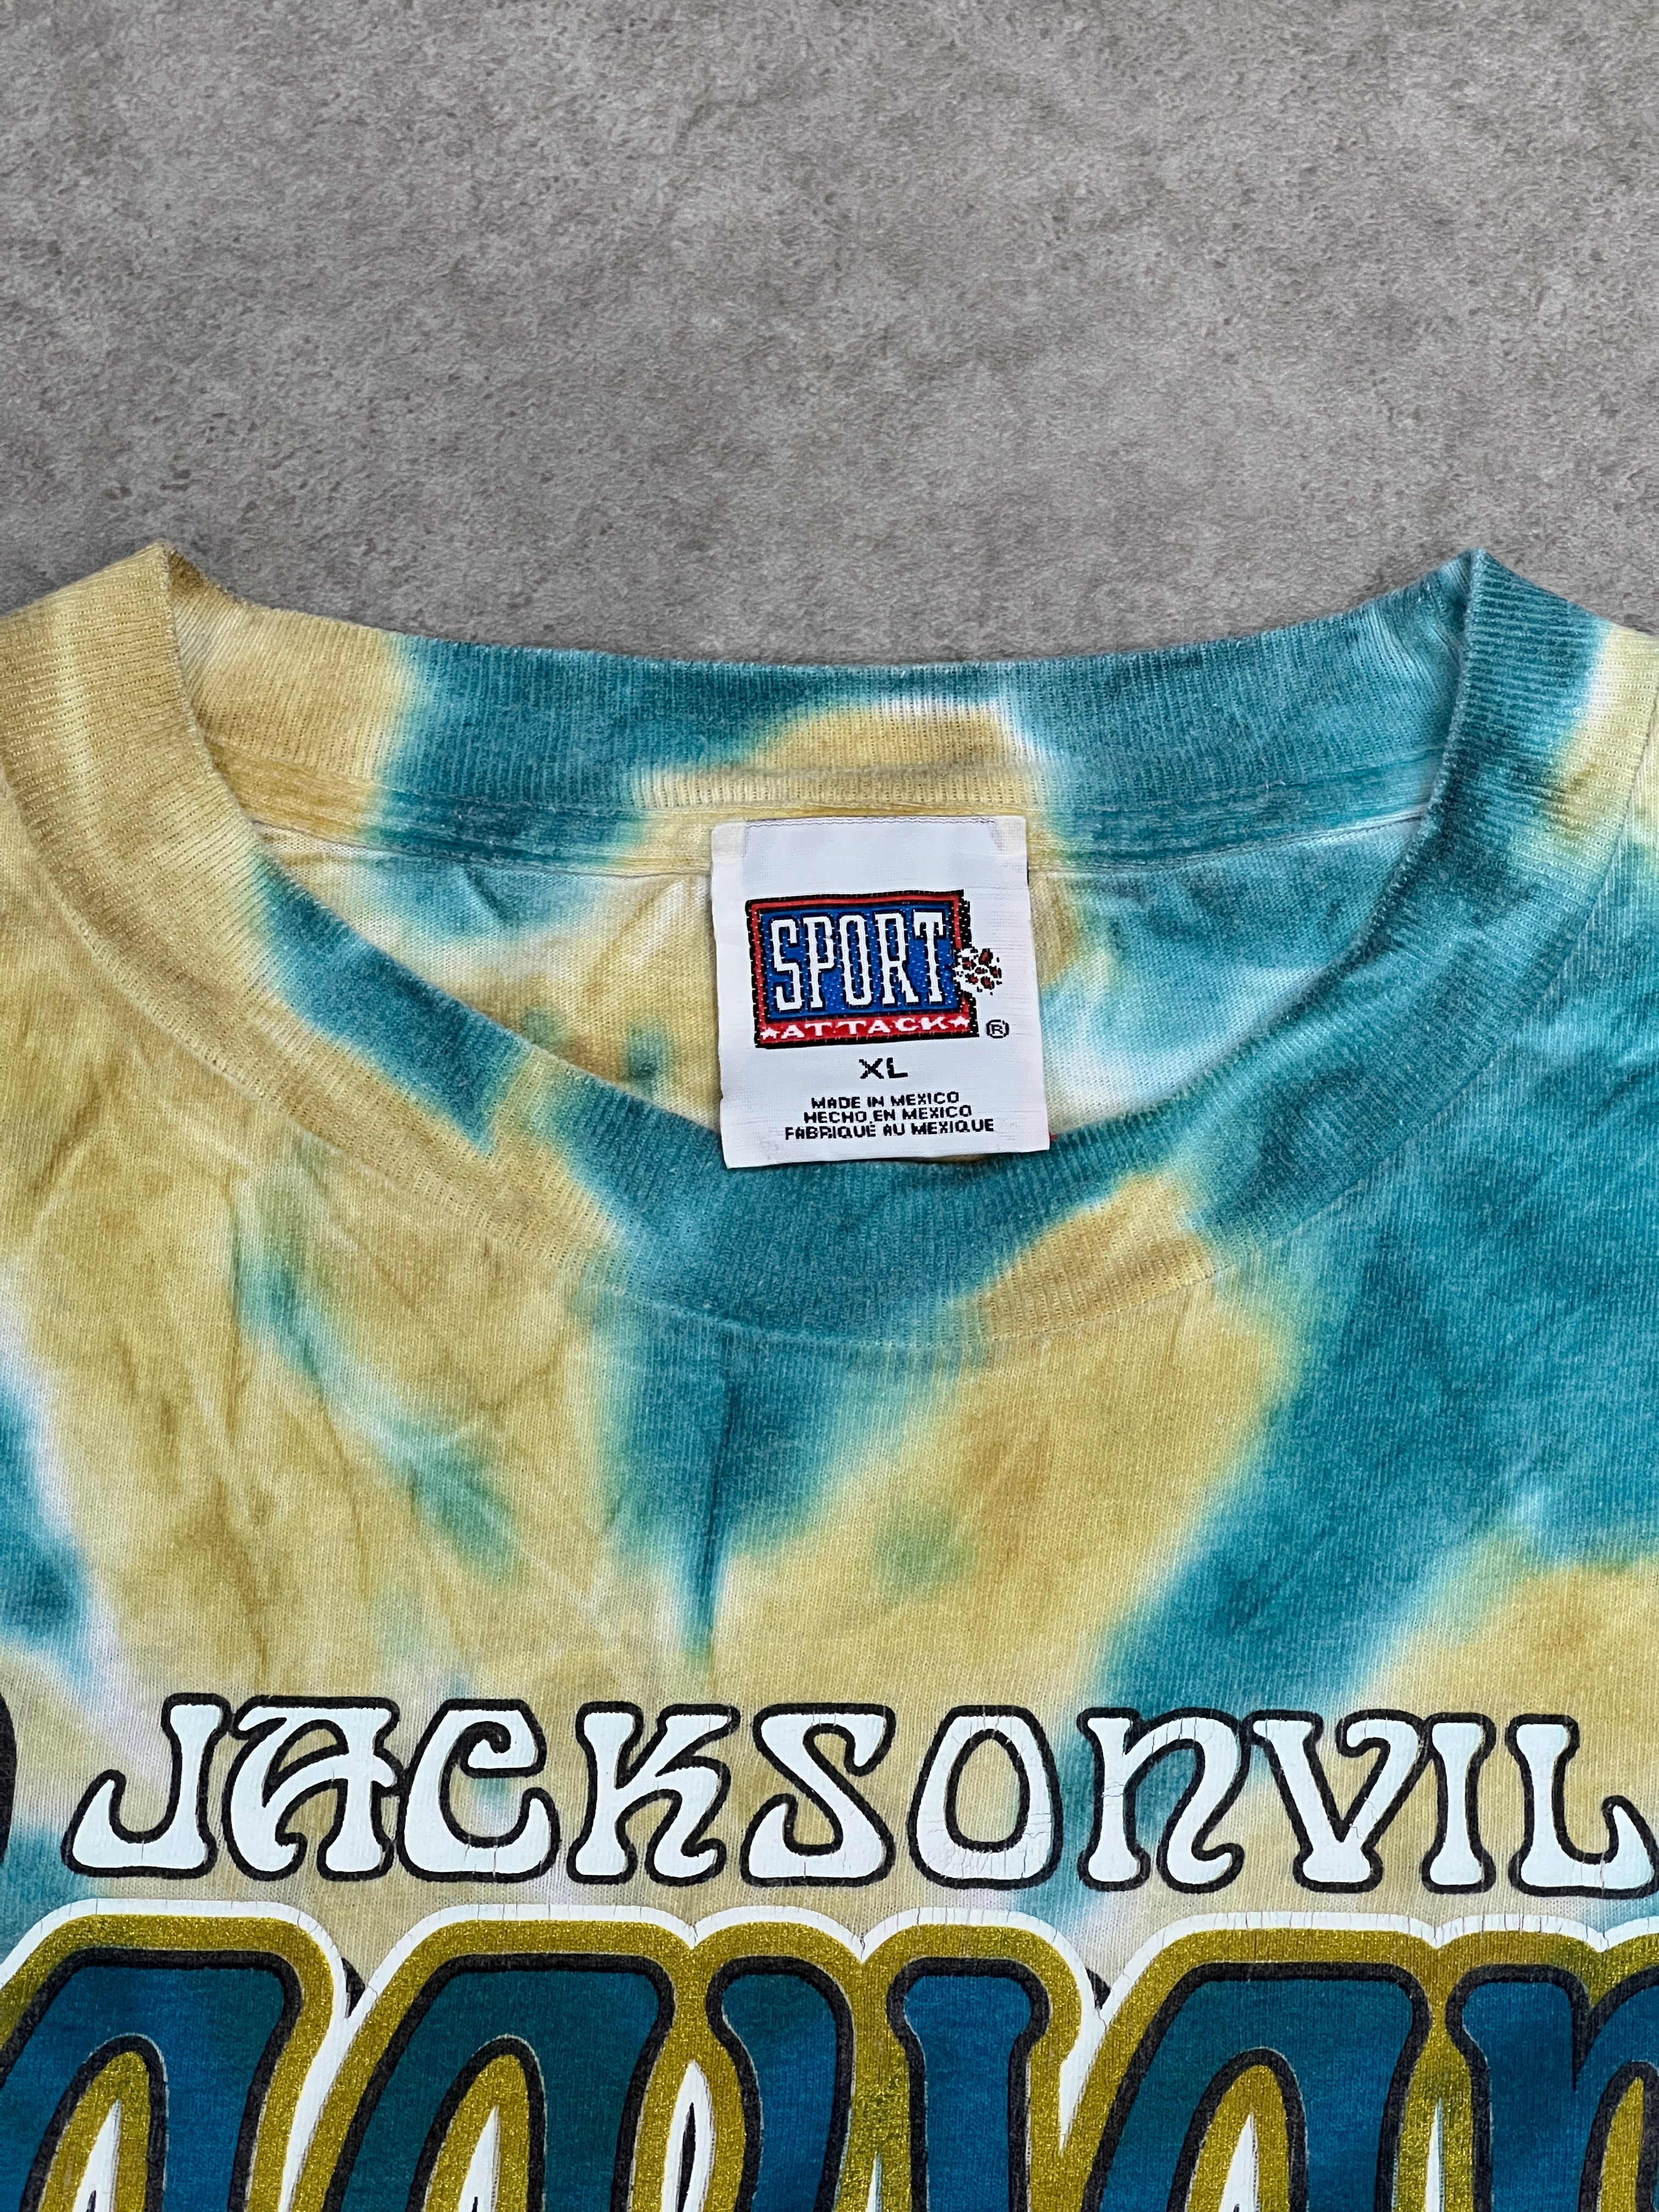 SPORT
ATTACK
®
XL
MADE IN MEXICO
HECHO EN MEXICO
FABRIQUÉ AU MEXIQUE
JACKSONVIL